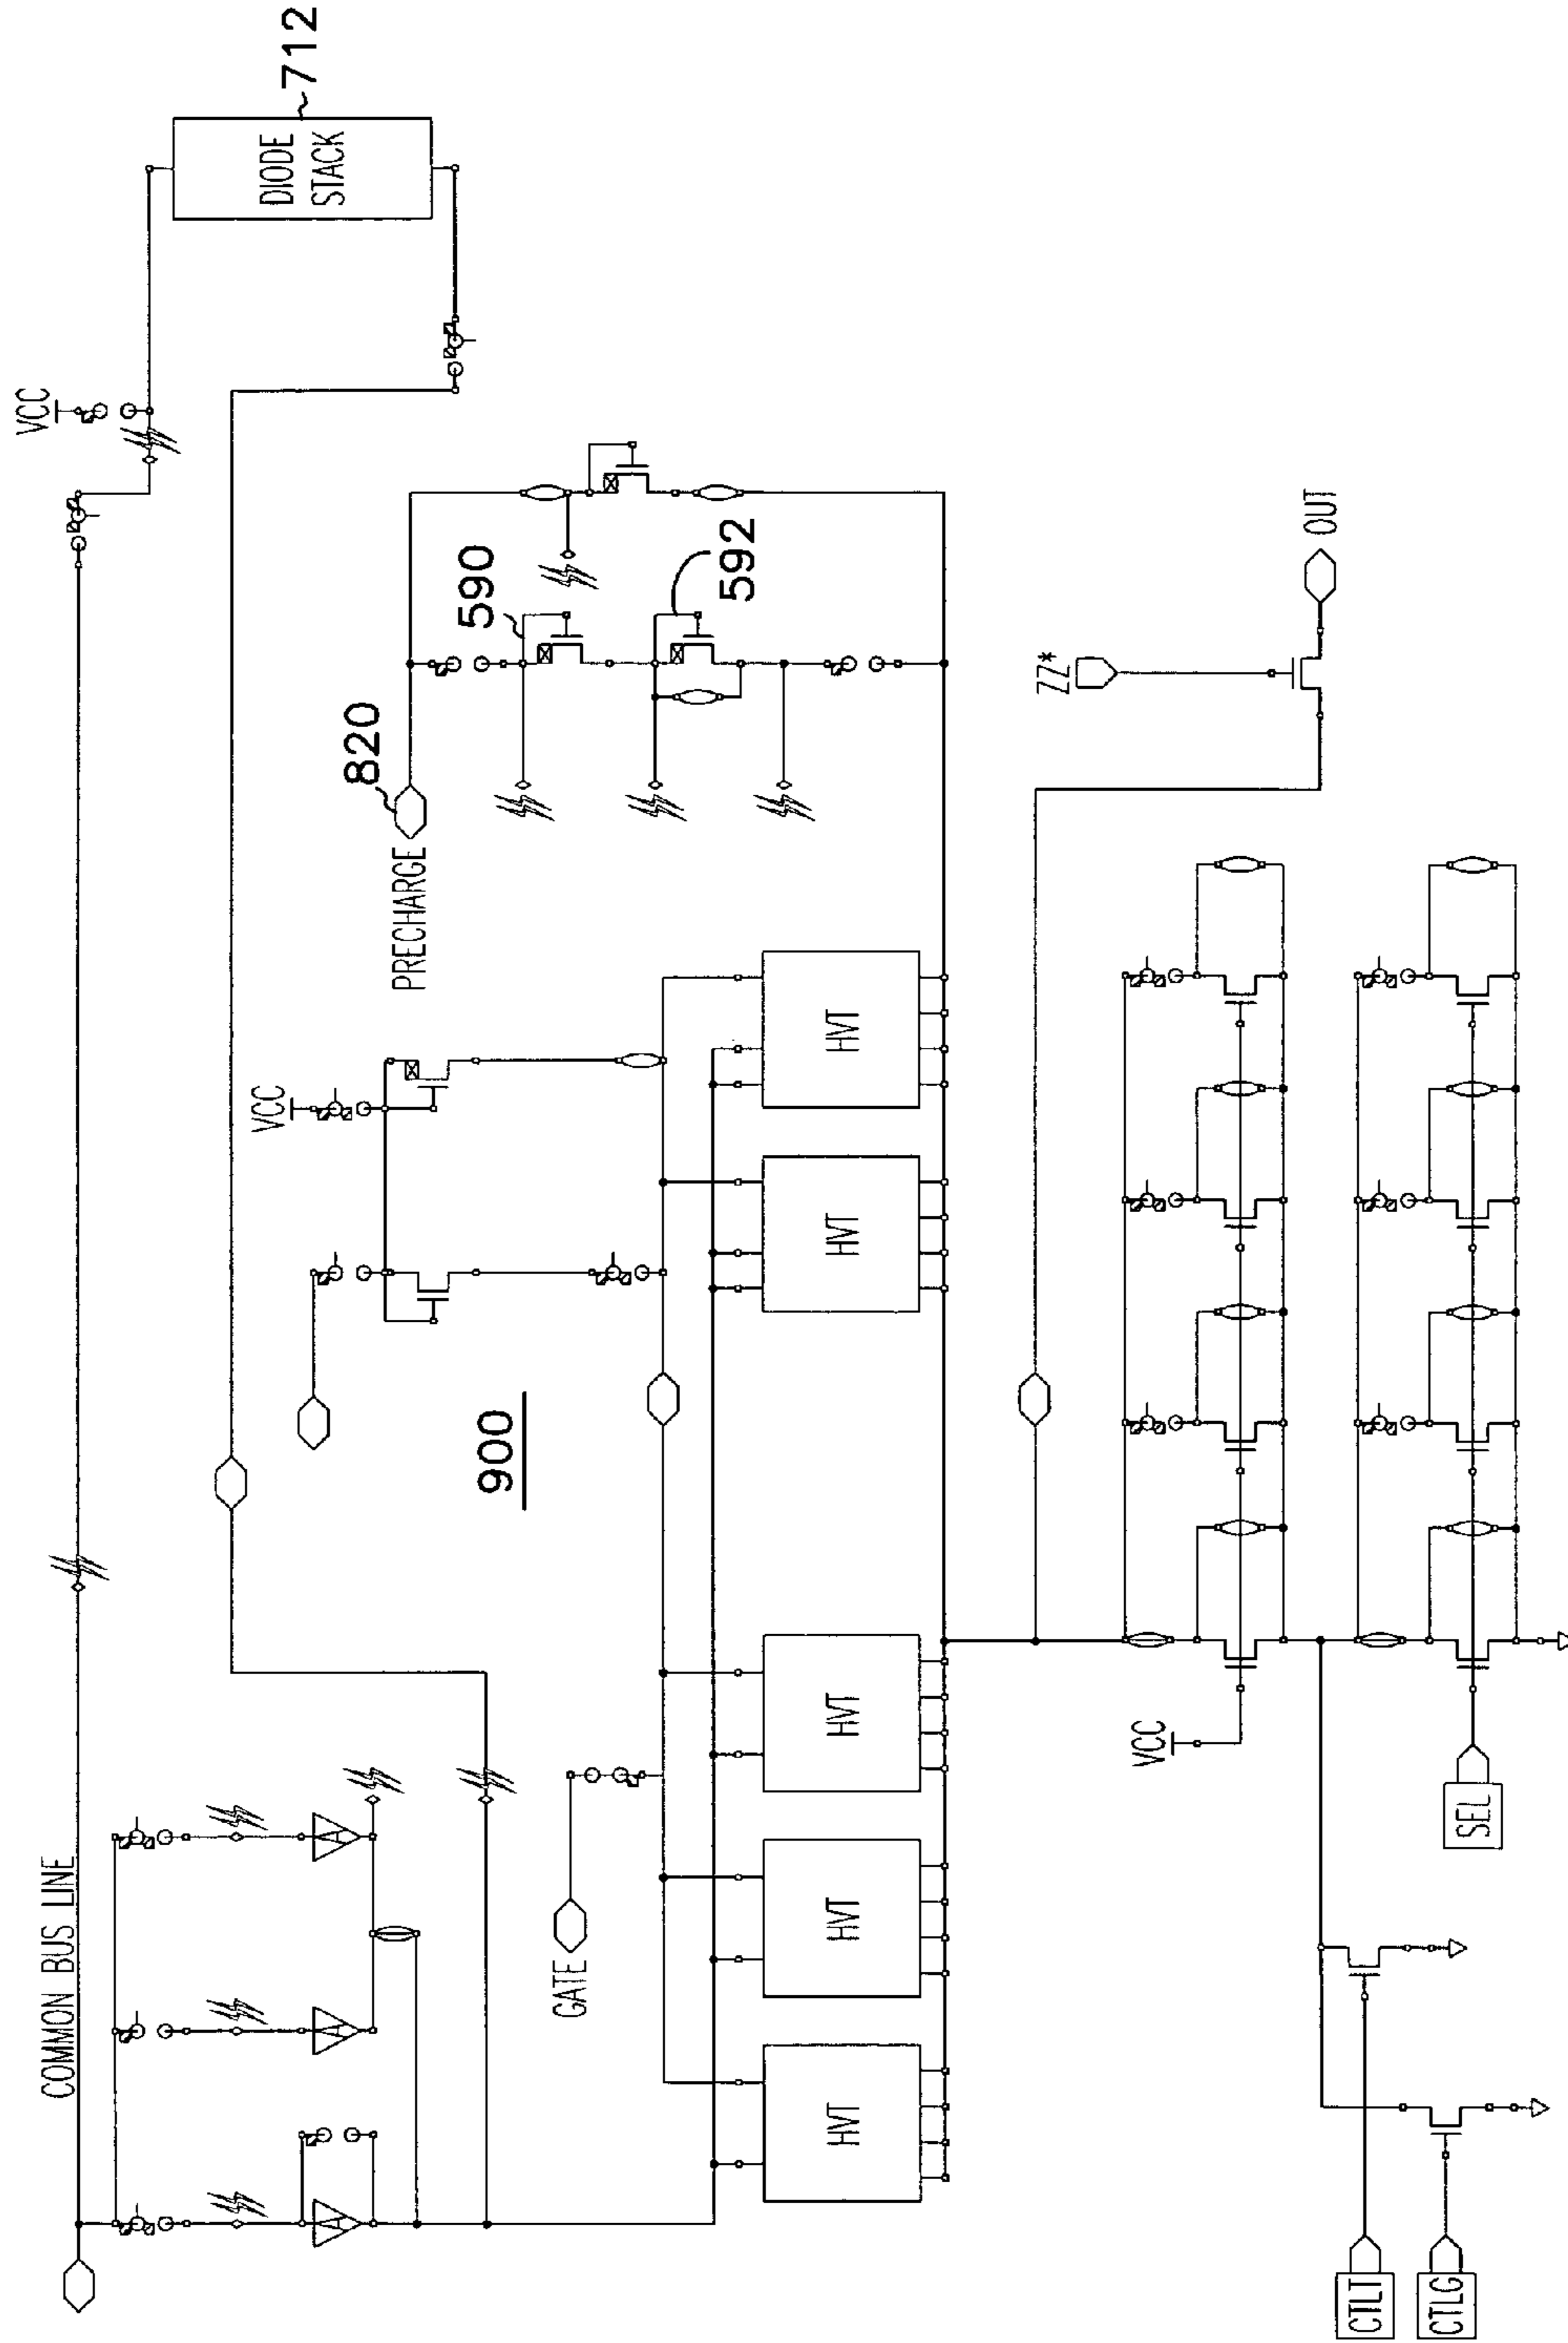 COMMON BUS LINE
VCC
DIODE
STACK
712
PRECHARGE
820
590
592
VCC
900
GATE
A
A
A
HVT
HVT
HVT
HVT
HVT
ZZ*
OUT
VCC
SEL
CTLT
CTLG